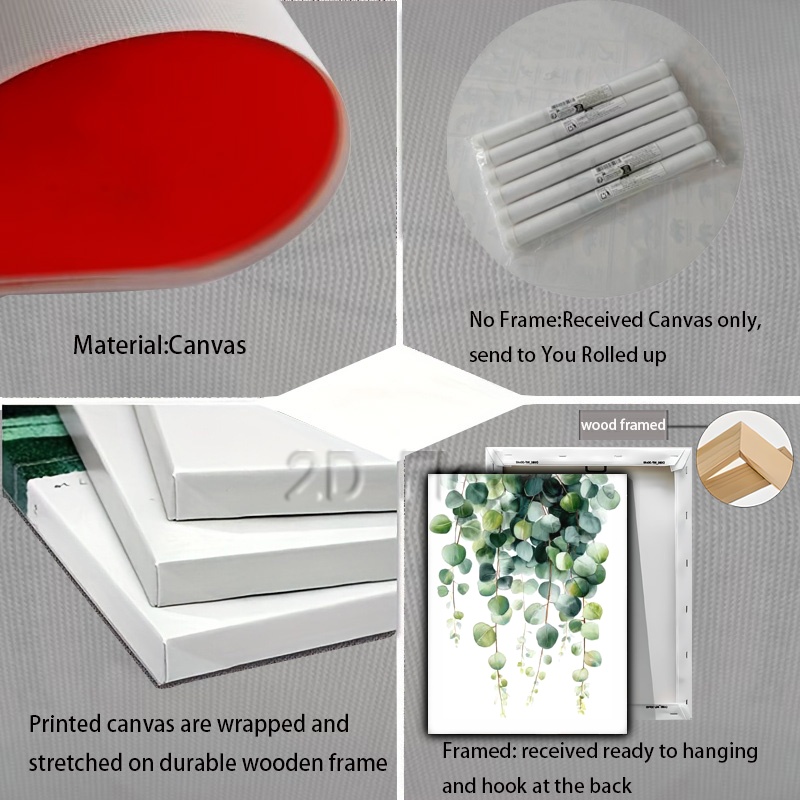 Material:Canvas
No Frame:Received Canvas only,
send to You Rolled up
wood framed
2D
Printed canvas are wrapped and
stretched on durable wooden frame
Framed: received ready to hanging
and hook at the back